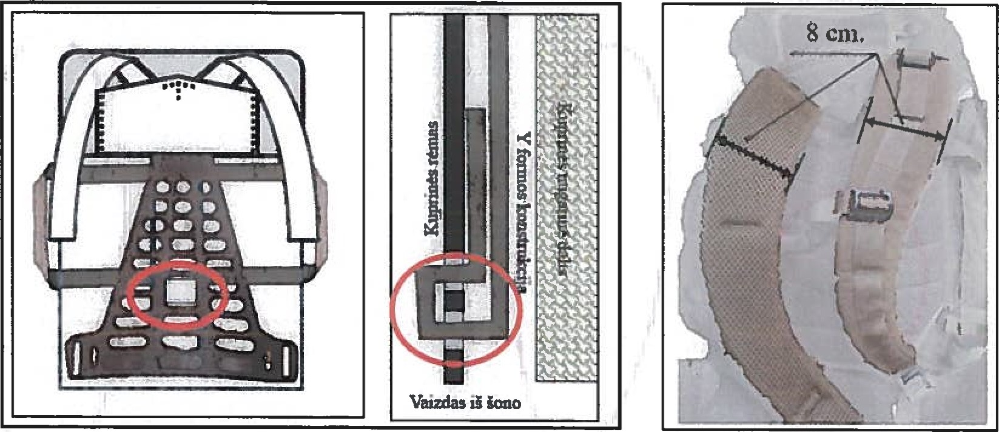 Kuprinės rėmas
Y formos konstrukcija
Kuprinės nugarinė dalis
Vaizdas iš šono
8 cm.